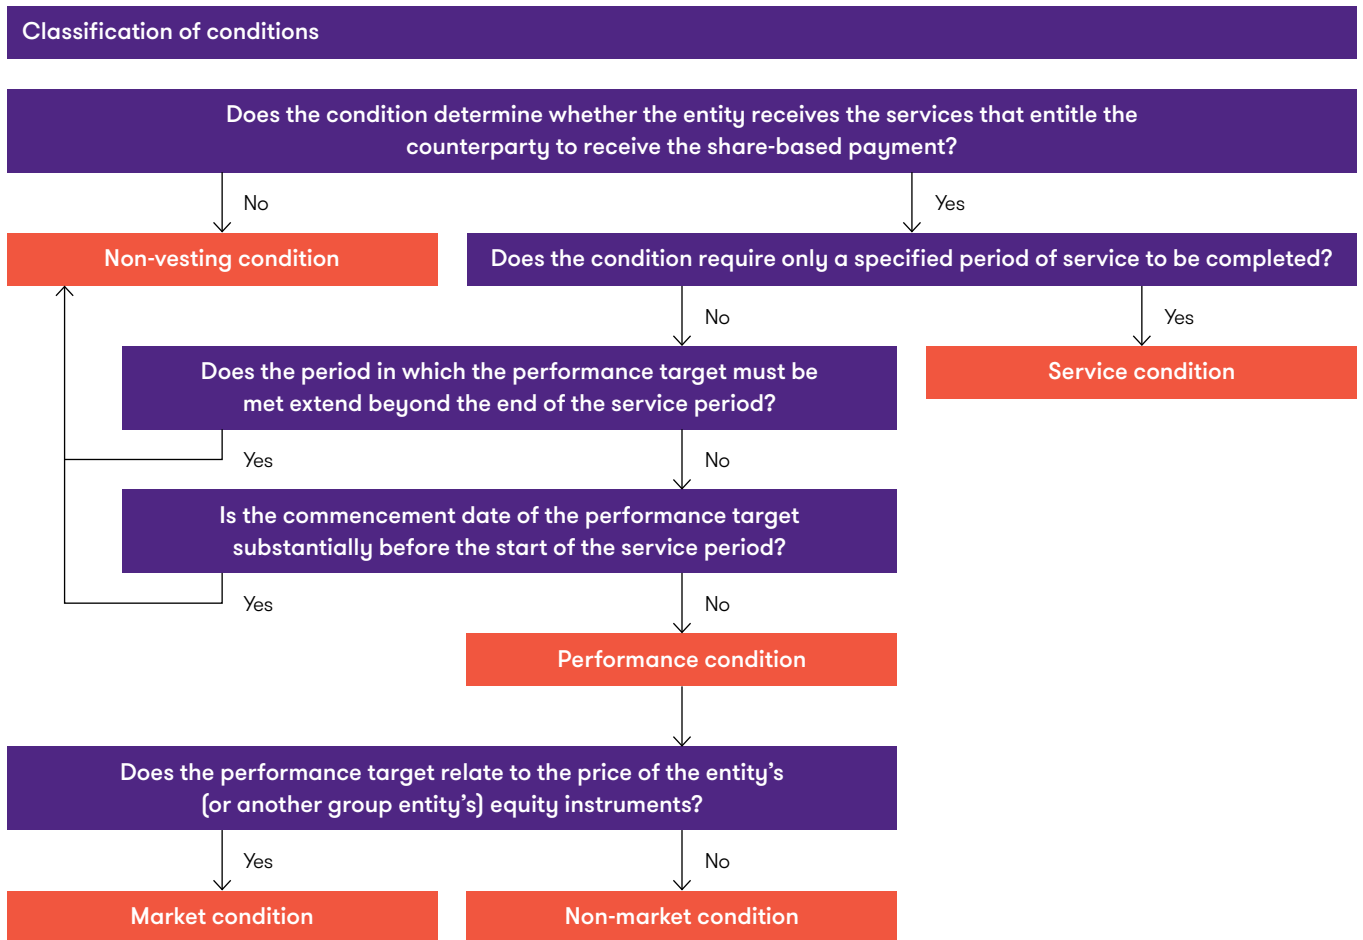 Classification of conditions
Does the condition determine whether the entity receives the services that entitle the
counterparty to receive the share-based payment?
No
Yes
Non-vesting condition
Does the condition require only a specified period of service to be completed?
No
Yes
Does the period in which the performance target must be
met extend beyond the end of the service period?
Service condition
Yes
No
Is the commencement date of the performance target
substantially before the start of the service period?
Yes
No
Performance condition
Does the performance target relate to the price of the entity’s
(or another group entity’s) equity instruments?
Yes
No
Market condition
Non-market condition